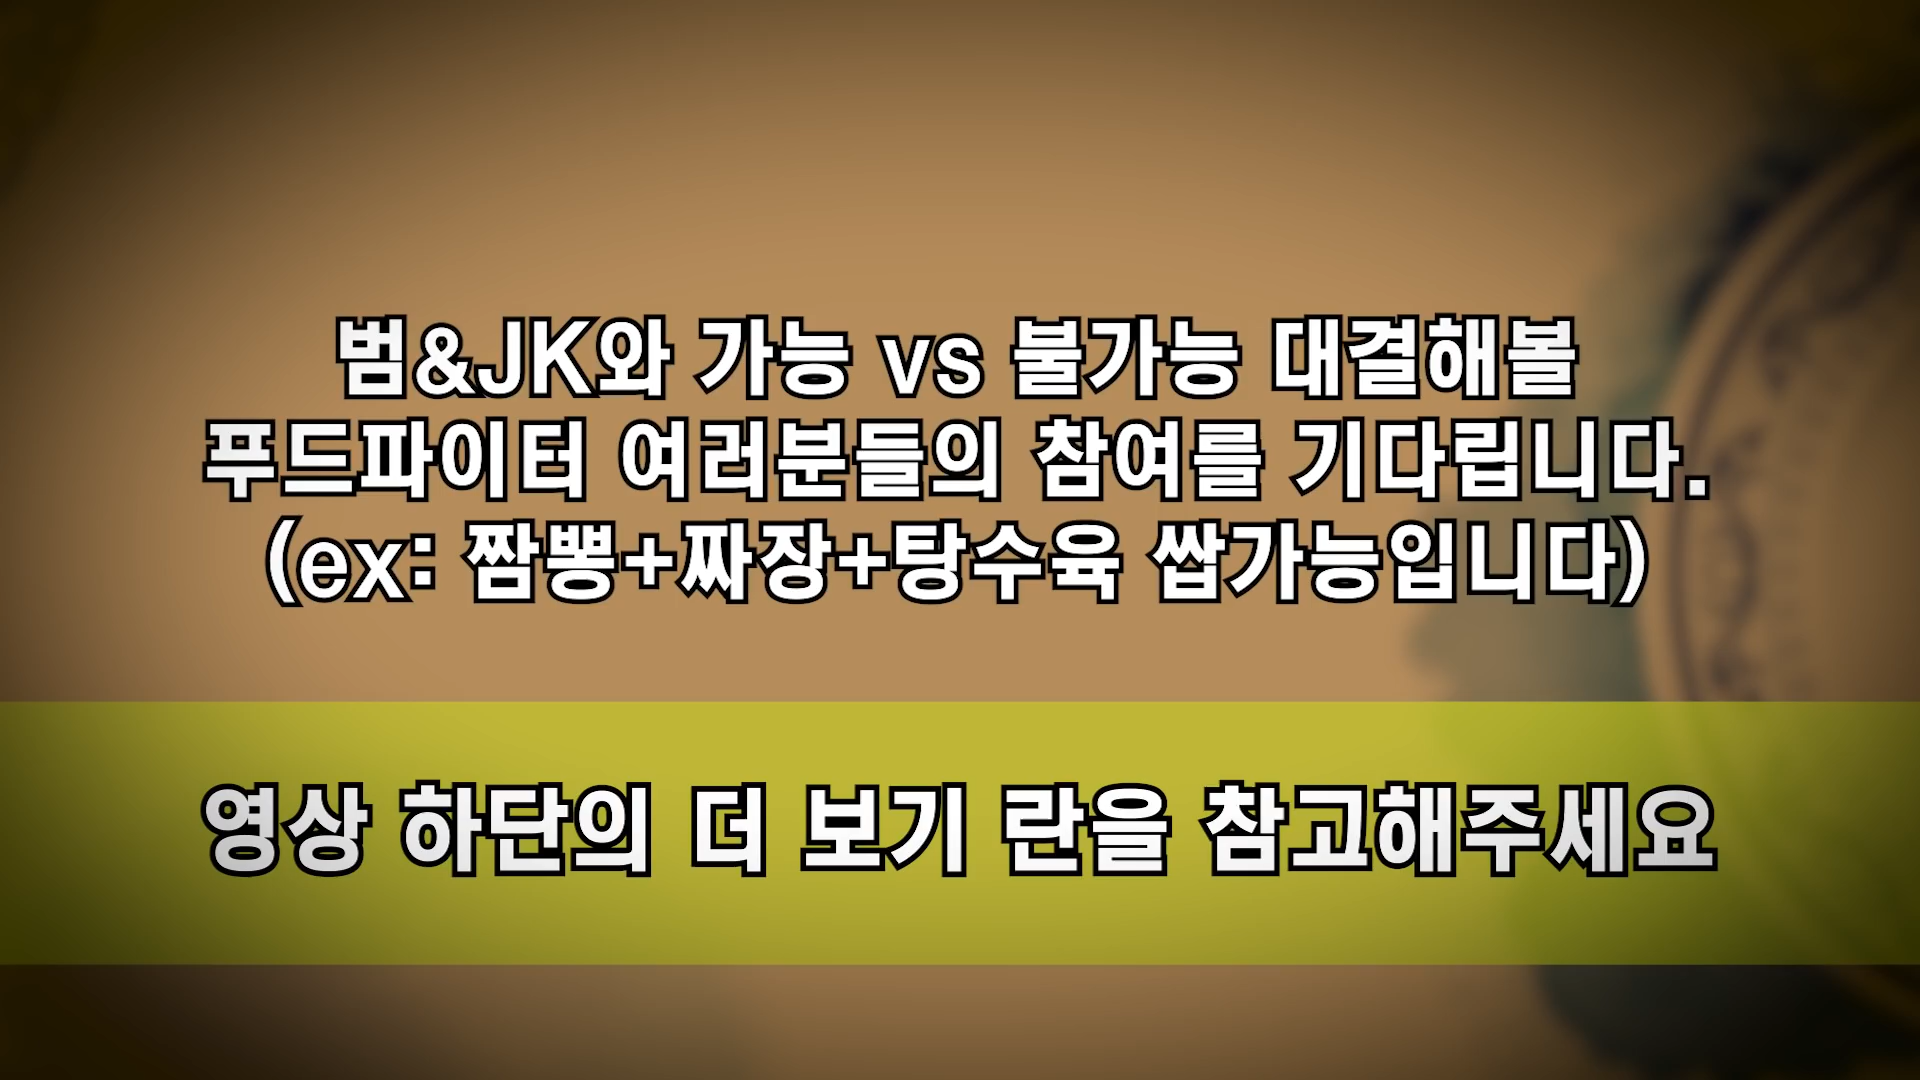 범&JK와 가능 vs 불가능 대결해볼
푸드파이터 여러분들의 참여를 기다립니다.
(ex: 짬뽕+짜장+탕수육 쌉가능입니다)
영상 하단의 더 보기 란을 참고해주세요